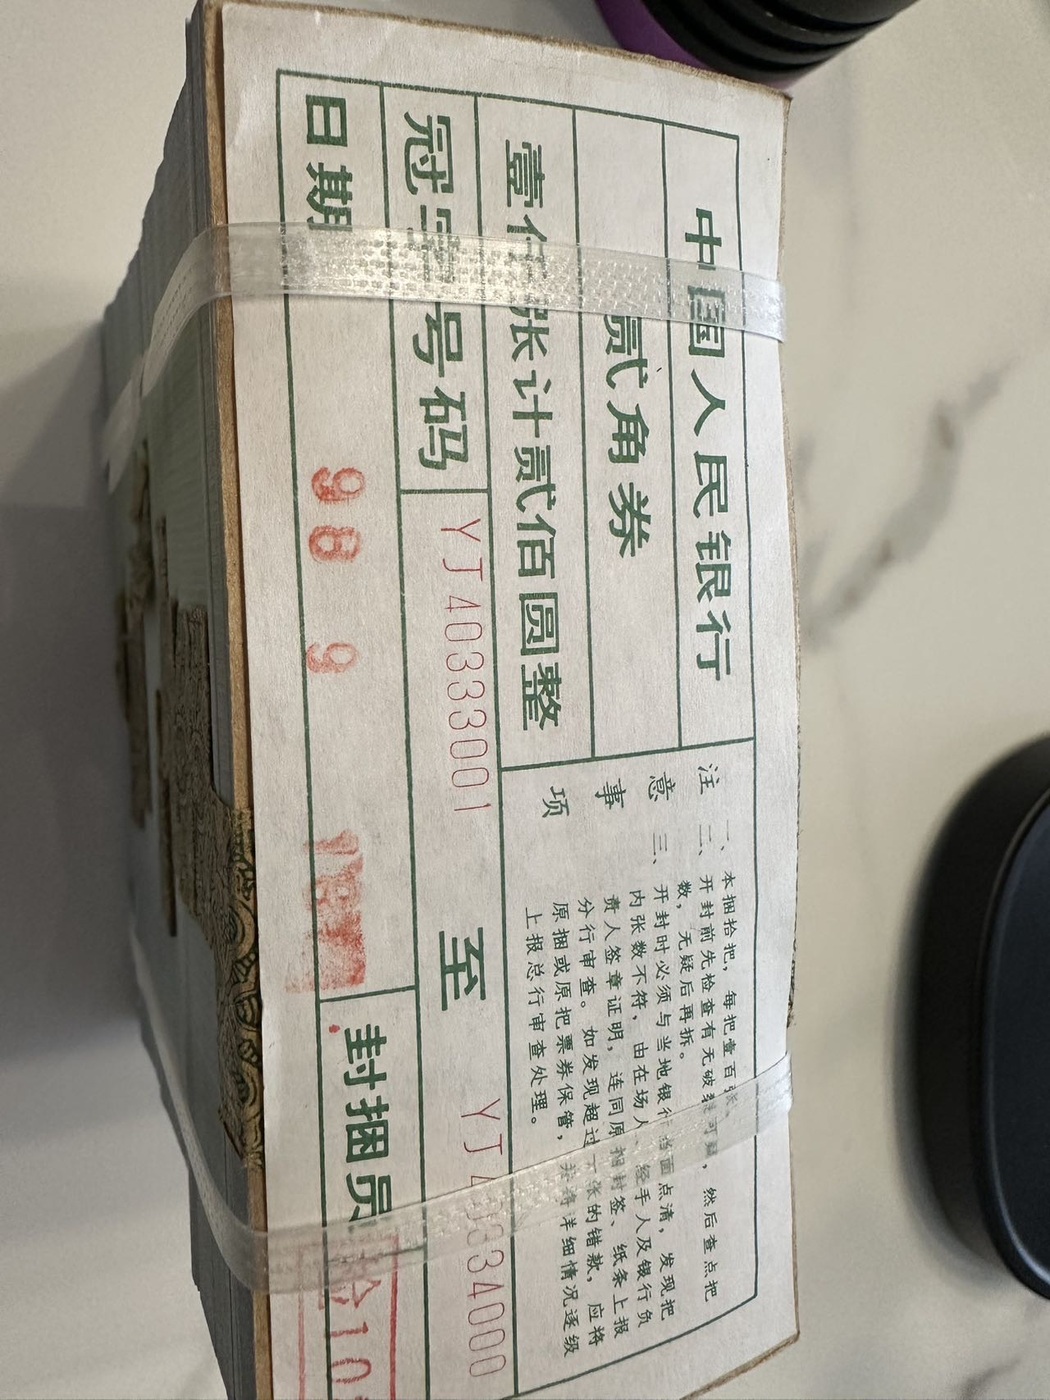 中国人民银行
贰角券
壹仟张计贰佰圆整
冠字号码 YJ40333001 至 YJ40334000
日期 98 9
封捆员
注意事项
一、本捆拾把，每把壹百张。
二、开封前先检查有无破裂可疑，然后查点把
数，无疑后再拆。
三、开封时必须与当地银行当面点清，发现把
内张数不符，由在场人、经手人及银行负
责人签章证明，连同原捆封签、纸条上报
分行审查。如发现超过 张的错款，应将
原捆或原把票券保管，并将详细情况逐级
上报总行审查处理。